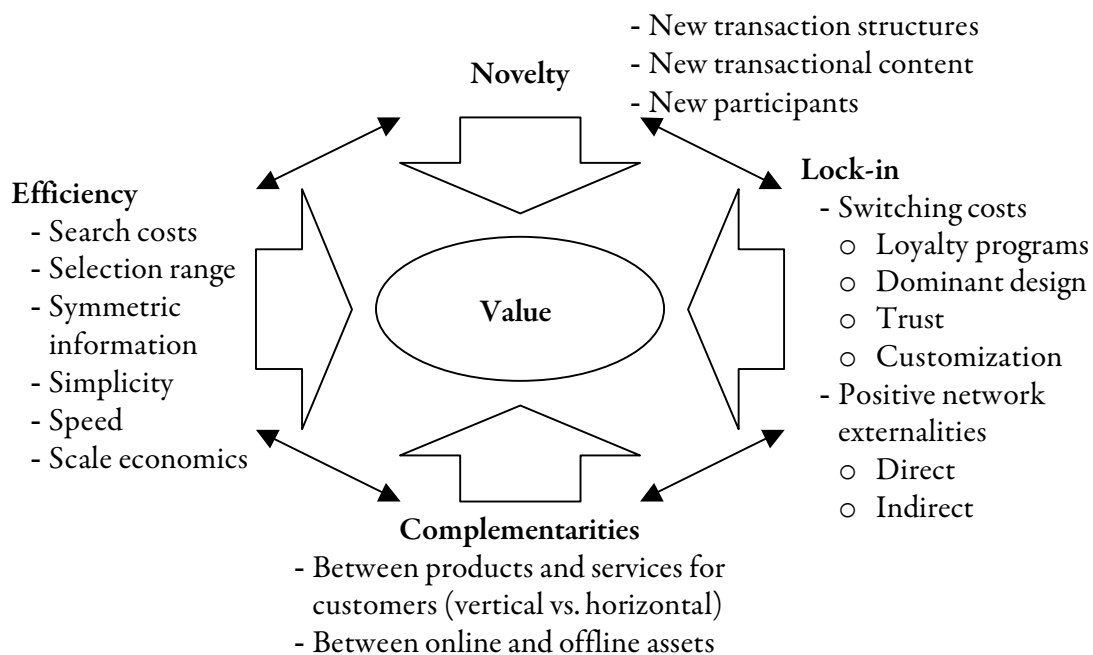 - New transaction structures
- New transactional content
- New participants
Novelty
Efficiency
- Search costs
- Selection range
- Symmetric
information
- Simplicity
- Speed
- Scale economics
Value
Lock-in
- Switching costs
o Loyalty programs
o Dominant design
o Trust
o Customization
- Positive network
externalities
o Direct
o Indirect
Complementarities
- Between products and services for
customers (vertical vs. horizontal)
- Between online and offline assets